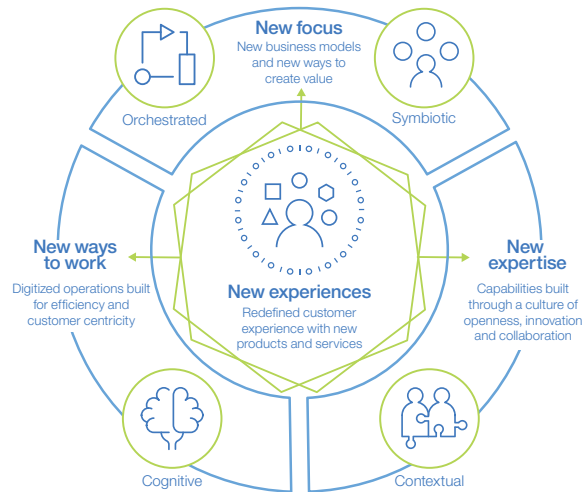 New focus
New business models
and new ways to
create value
Orchestrated
Symbiotic
New ways
to work
Digitized operations built
for efficiency and
customer centricity
New experiences
Redefined customer
experience with new
products and services
New
expertise
Capabilities built
through a culture of
openness, innovation
and collaboration
Cognitive
Contextual